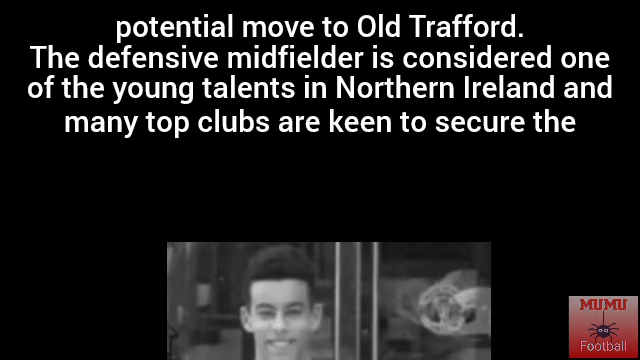 potential move to Old Trafford.
The defensive midfielder is considered one
of the young talents in Northern Ireland and
many top clubs are keen to secure the
MUMU
Football